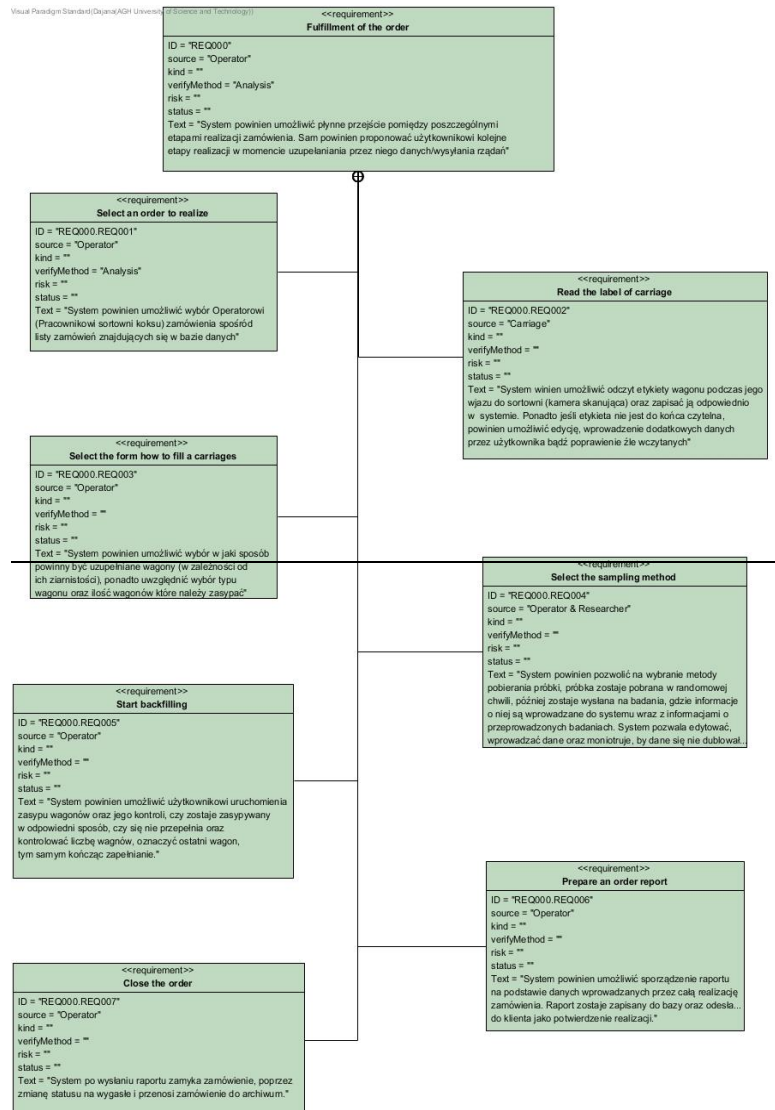 Visual Paradigm Standard(Dajana(AGH University of Science and Technology))
<<requirement>>
Fulfillment of the order
ID = "REQ000"
source = "Operator"
kind = ""
verifyMethod = "Analysis"
risk = ""
status = ""
Text = "System powinien umożliwić płynne przejście pomiędzy poszczególnymi
etapami realizacji zamówienia. Sam powinien proponować użytkownikowi kolejne
etapy realizacji w momencie uzupełaniania przez niego danych/wysyłania rządań"
<<requirement>>
Select an order to realize
ID = "REQ000.REQ001"
source = "Operator"
kind = ""
verifyMethod = "Analysis"
risk = ""
status = ""
Text = "System powinien umożliwić wybór Operatorowi
(Pracownikowi sortowni koksu) zamówienia spośród
listy zamówień znajdujących się w bazie danych"
<<requirement>>
Read the label of carriage
ID = "REQ000.REQ002"
source = "Carriage"
kind = ""
verifyMethod = ""
risk = ""
status = ""
Text = "System winien umożliwić odczyt etykiety wagonu podczas jego
wjazu do sortowni (kamera skanująca) oraz zapisać ją odpowiednio
w systemie. Ponadto jeśli etykieta nie jest do końca czytelna,
powinien umożliwić edycję, wprowadzenie dodatkowych danych
przez użytkownika bądź poprawienie źle wczytanych"
<<requirement>>
Select the form how to fill a carriages
ID = "REQ000.REQ003"
source = "Operator"
kind = ""
verifyMethod = ""
risk = ""
status = ""
Text = "System powinien umożliwić wybór w jaki sposób
powinny być uzupełniane wagony (w zależności od
ich ziarnistości), ponadto uwzględnić wybór typu
wagonu oraz ilość wagonów które należy zasypać"
<<requirement>>
Select the sampling method
ID = "REQ000.REQ004"
source = "Operator & Researcher"
kind = ""
verifyMethod = ""
risk = ""
status = ""
Text = "System powinien pozwolić na wybranie metody
pobierania próbki, próbka zostaje pobrana w randomowej
chwili, później zostaje wysłana na badania, gdzie informacje
o niej są wprowadzane do systemu wraz z informacjami o
przeprowadzonych badaniach. System pozwala edytować,
wprowadzać dane oraz moniotruje, by dane się nie dublował...
<<requirement>>
Start backfilling
ID = "REQ000.REQ005"
source = "Operator"
kind = ""
verifyMethod = ""
risk = ""
status = ""
Text = "System powinien umożliwić użytkownikowi uruchomienia
zasypu wagonów oraz jego kontroli, czy zostaje zasypywany
w odpowiedni sposób, czy się nie przepełnia oraz
kontrolować liczbę wagnów, oznaczyć ostatni wagon,
tym samym kończąc zapełnianie."
<<requirement>>
Prepare an order report
ID = "REQ000.REQ006"
source = "Operator"
kind = ""
verifyMethod = ""
risk = ""
status = ""
Text = "System powinien umożliwić sporządzenie raportu
na podstawie danych wprowadzanych przez całą realizację
zamówienia. Raport zostaje zapisany do bazy oraz odesła...
do klienta jako potwierdzenie realizacji."
<<requirement>>
Close the order
ID = "REQ000.REQ007"
source = "Operator"
kind = ""
verifyMethod = ""
risk = ""
status = ""
Text = "System po wysłaniu raportu zamyka zamówienie, poprzez
zmianę statusu na wygasłe i przenosi zamówienie do archiwum."